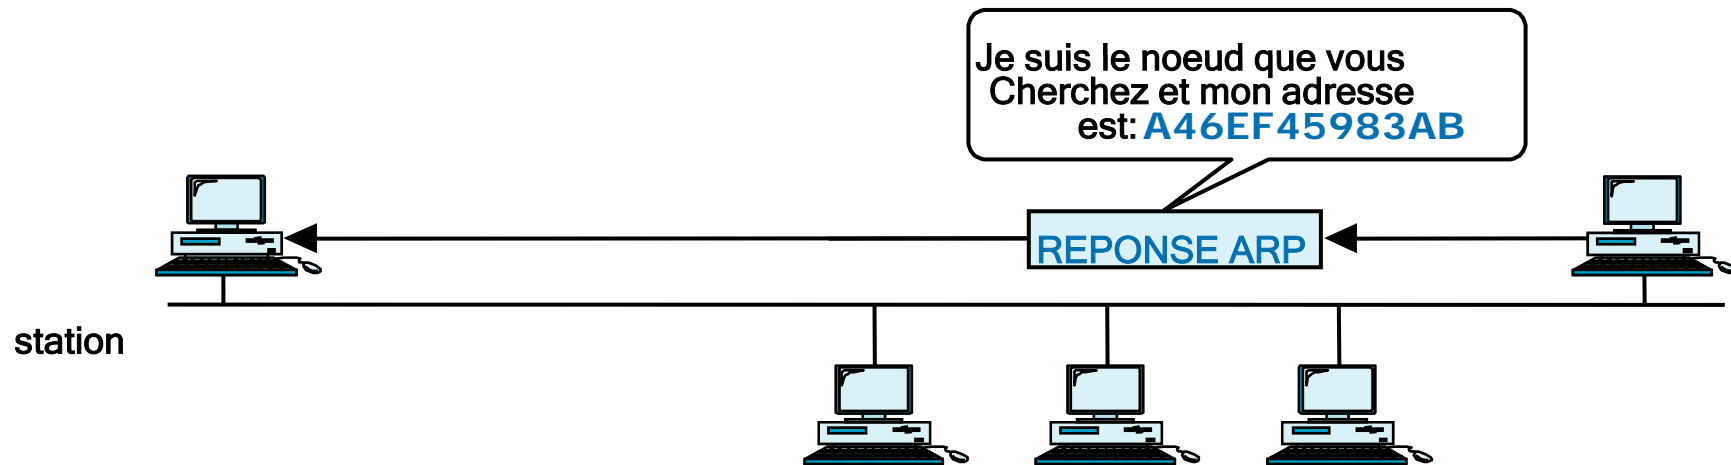 Je suis le noeud que vous
Cherchez et mon adresse
est: A46EF45983AB
REPONSE ARP
station